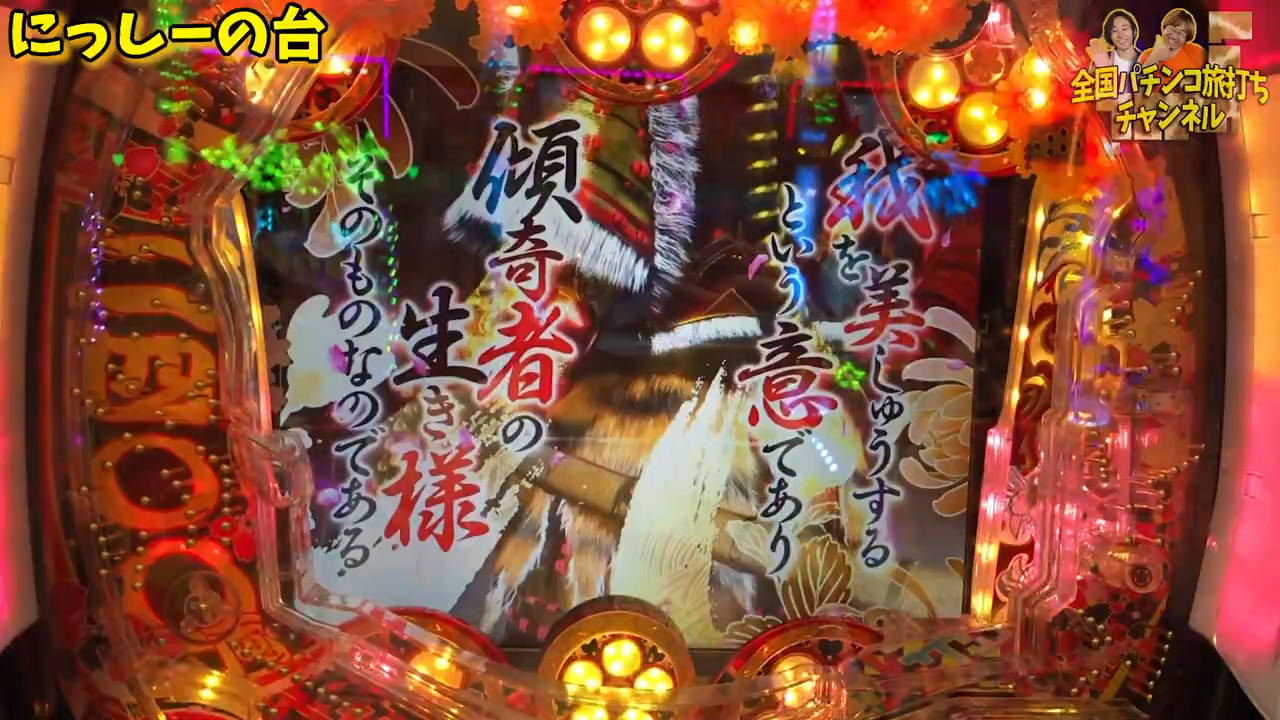 にっしーの台
全国パチンコ旅打ち
チャンネル
我を美しゅうする
という意であり
傾奇者の
生き様
そのものなのである